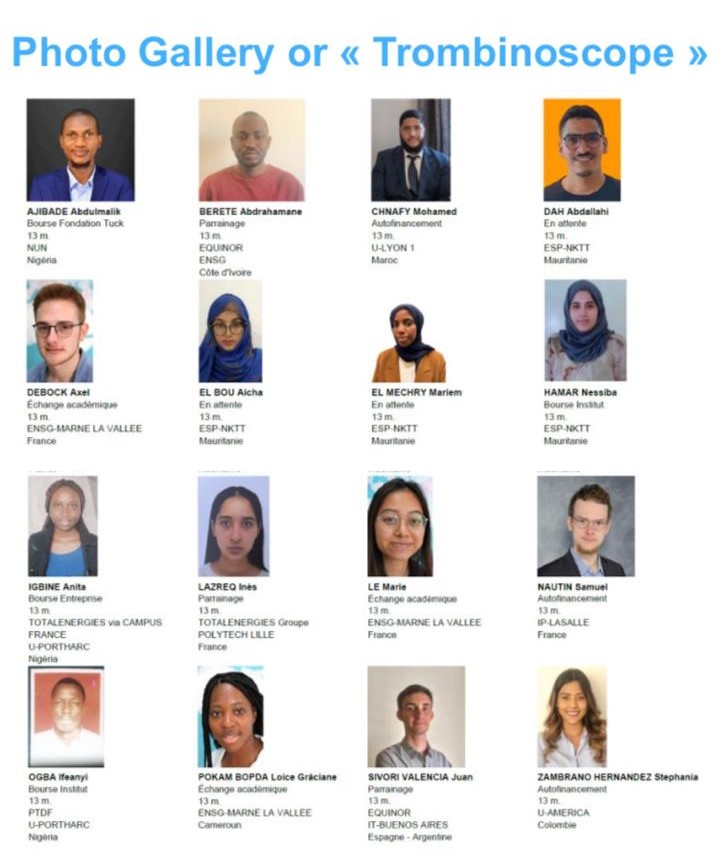 Photo Gallery or « Trombinoscope »
AJIBADE Abdulmalik
Bourse Fondation Tuck
13 m.
NUN
Nigéria
BERETE Abdrahamane
Parrainage
13 m.
EQUINOR
ENSG
Côte d'Ivoire
CHNAFY Mohamed
Autofinancement
13 m.
U-LYON 1
Maroc
DAH Abdallahi
En attente
13 m.
ESP-NKTT
Mauritanie
DEBOCK Axel
Échange académique
13 m.
ENSG-MARNE LA VALLEE
France
EL BOU Aicha
En attente
13 m.
ESP-NKTT
Mauritanie
EL MECHRY Mariem
En attente
13 m.
ESP-NKTT
Mauritanie
HAMAR Nessiba
Bourse Institut
13 m.
ESP-NKTT
Mauritanie
IGBINE Anita
Bourse Entreprise
13 m.
TOTALENERGIES via CAMPUS
FRANCE
U-PORTHARC
Nigéria
LAZREQ Inès
Parrainage
13 m.
TOTALENERGIES Groupe
POLYTECH LILLE
France
LE Marie
Échange académique
13 m.
ENSG-MARNE LA VALLEE
France
NAUTIN Samuel
Autofinancement
13 m.
IP-LASALLE
France
OGBA Ifeanyi
Bourse Institut
13 m.
PTDF
U-PORTHARC
Nigéria
POKAM BOPDA Loice Gráciane
Échange académique
13 m.
ENSG-MARNE LA VALLEE
Cameroun
SIVORI VALENCIA Juan
Parrainage
13 m.
EQUINOR
IT-BUENOS AIRES
Espagne - Argentine
ZAMBRANO HERNANDEZ Stephania
Autofinancement
13 m.
U-AMERICA
Colombie